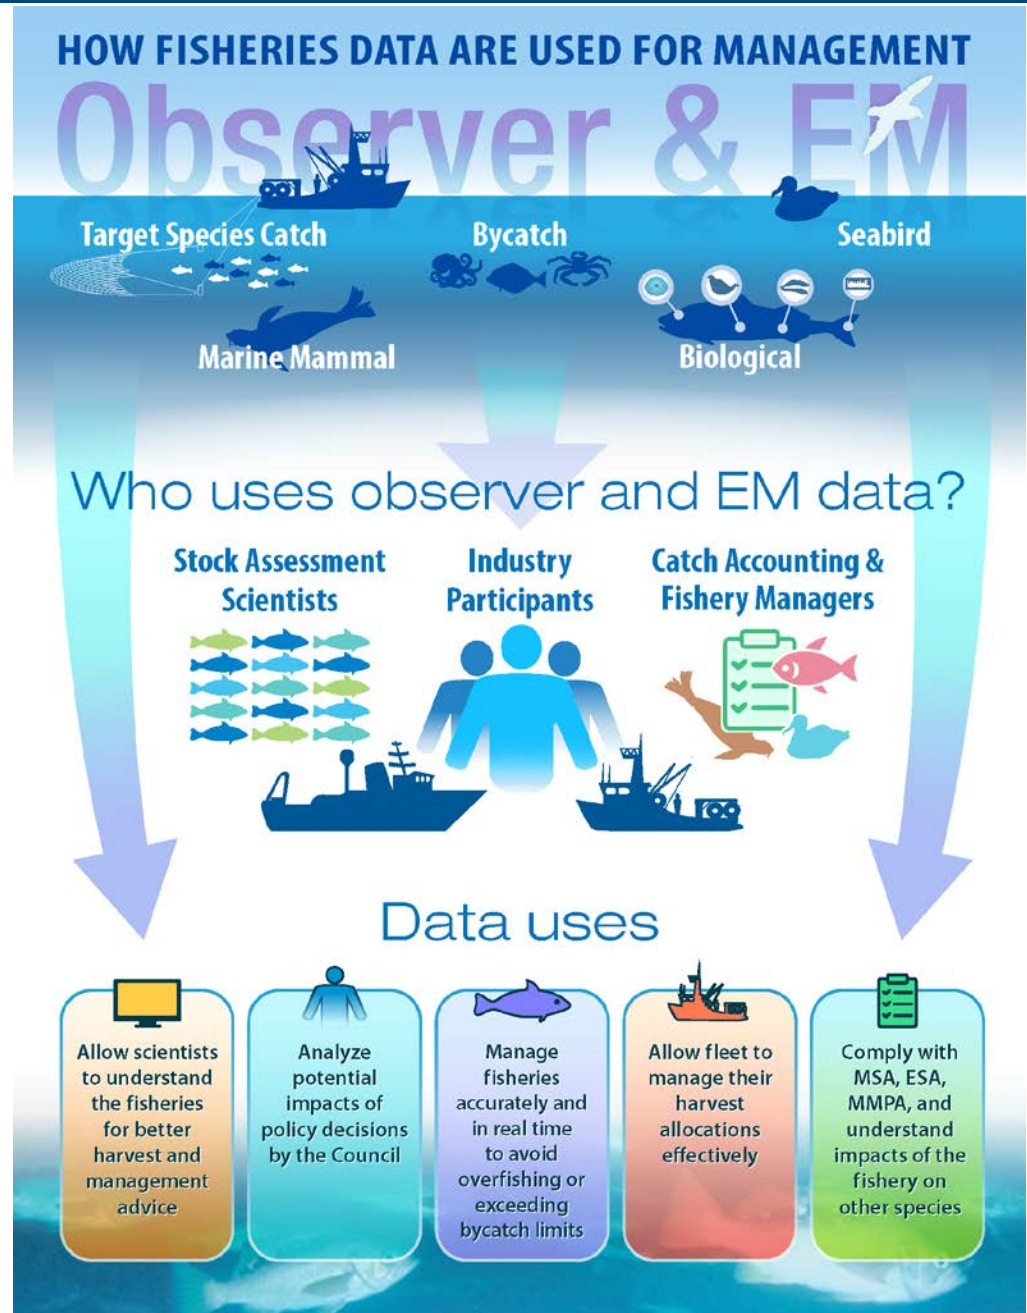 HOW FISHERIES DATA ARE USED FOR MANAGEMENT
Observer & EM
Target Species Catch
Bycatch
Seabird
Marine Mammal
Biological
Who uses observer and EM data?
Stock Assessment
Scientists
Industry
Participants
Catch Accounting &
Fishery Managers
Data uses
Allow scientists
to understand
the fisheries
for better
harvest and
management
advice
Analyze
potential
impacts of
policy decisions
by the Council
Manage
fisheries
accurately and
in real time
to avoid
overfishing or
exceeding
bycatch limits
Allow fleet to
manage their
harvest
allocations
effectively
Comply with
MSA, ESA,
MMPA, and
understand
impacts of the
fishery on
other species